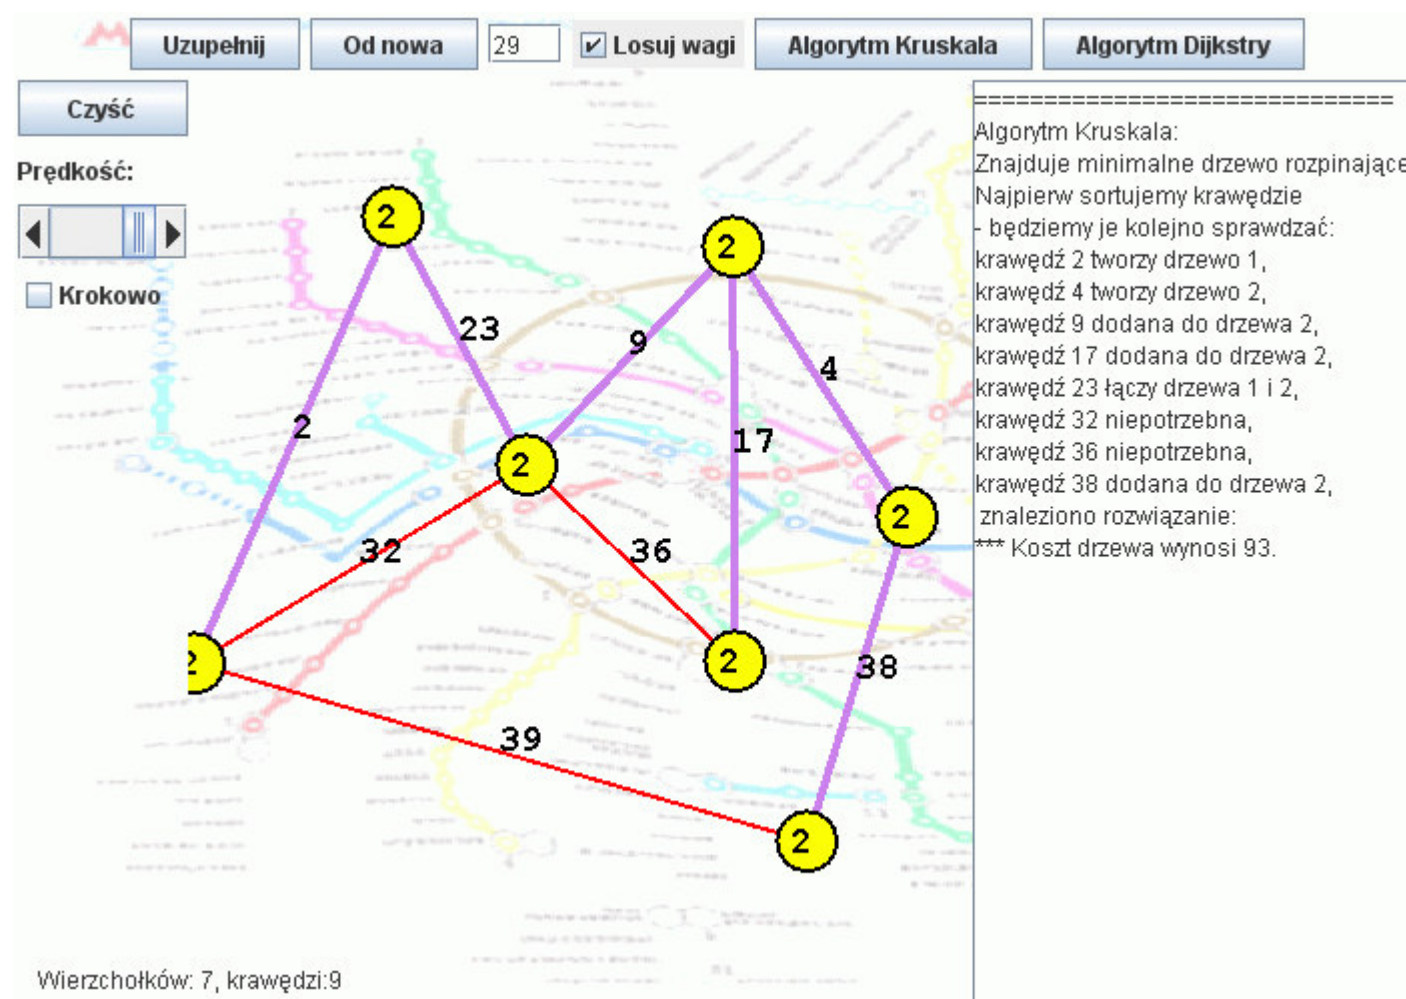 Uzupełnij
Od nowa
29
Losuj wagi
Algorytm Kruskala
Algorytm Dijkstry
Czyść
Prędkość:
Krokowo
============================
Algorytm Kruskala:
Znajduje minimalne drzewo rozpinające
Najpierw sortujemy krawędzie
- będziemy je kolejno sprawdzać:
krawędź 2 tworzy drzewo 1,
krawędź 4 tworzy drzewo 2,
krawędź 9 dodana do drzewa 2,
krawędź 17 dodana do drzewa 2,
krawędź 23 łączy drzewa 1 i 2,
krawędź 32 niepotrzebna,
krawędź 36 niepotrzebna,
krawędź 38 dodana do drzewa 2,
znaleziono rozwiązanie:
*** Koszt drzewa wynosi 93.
2
2
23
9
4
2
17
2
2
32
36
2
2
38
39
2
Wierzchołków: 7, krawędzi:9